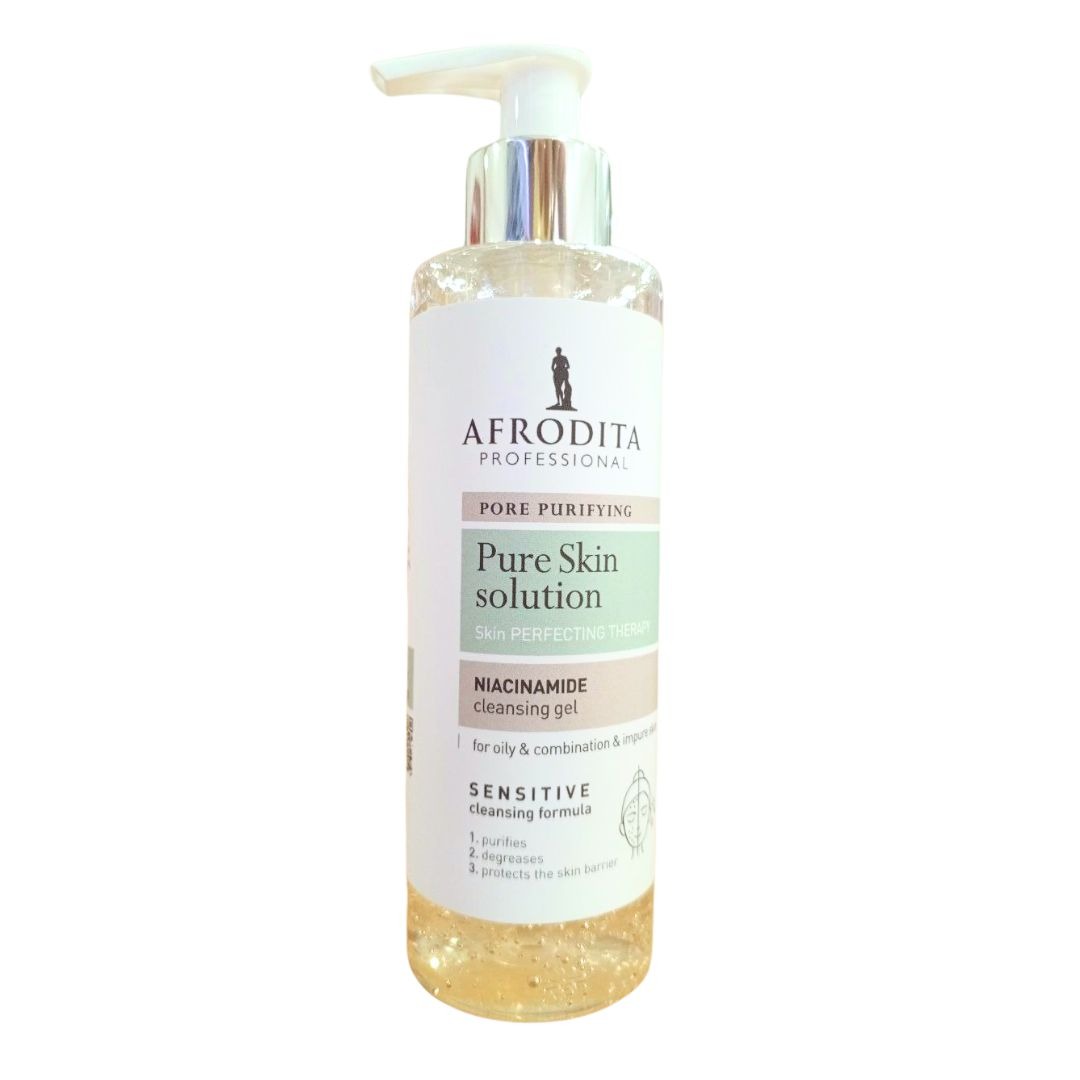 AFRODITA
PROFESSIONAL
PORE PURIFYING
Pure Skin
solution
Skin PERFECTING THERAPY
NIACINAMIDE
cleansing gel
for oily & combination & impure
SENSITIVE
cleansing formula
1. purifies
2. degreases
3. protects the skin barrier